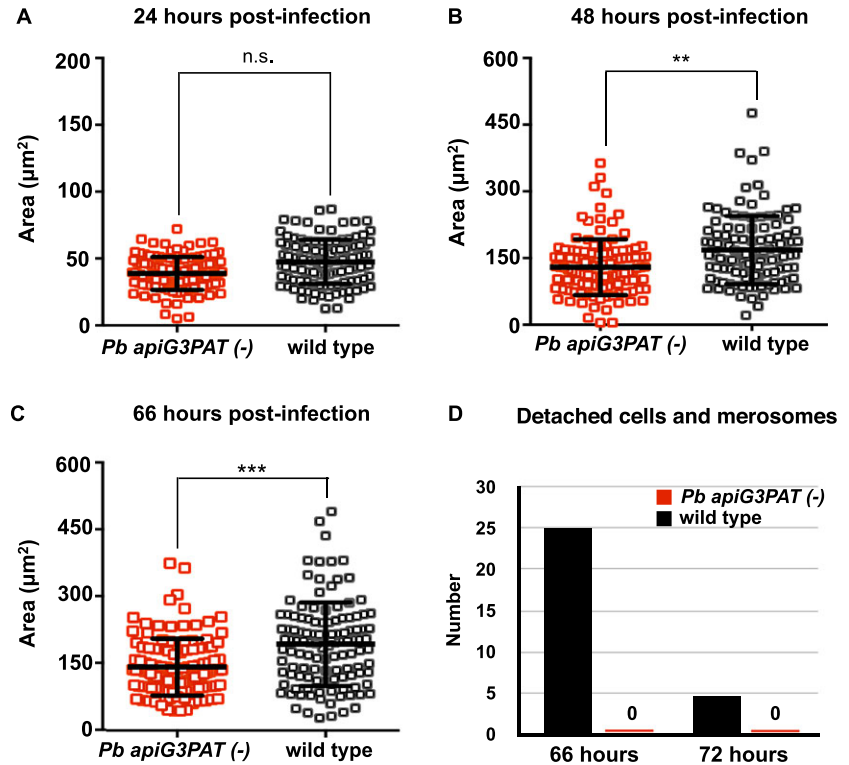 A 24 hours post-infection
n.s.
Area (µm²)
200
150
100
50
0
Pb apiG3PAT (-) wild type
B 48 hours post-infection
**
Area (µm²)
600
450
300
150
0
Pb apiG3PAT (-) wild type
C 66 hours post-infection
***
Area (µm²)
600
450
300
150
0
Pb apiG3PAT (-) wild type
D Detached cells and merosomes
Number
30
25
20
15
10
5
0
Pb apiG3PAT (-)
wild type
0 0
66 hours 72 hours